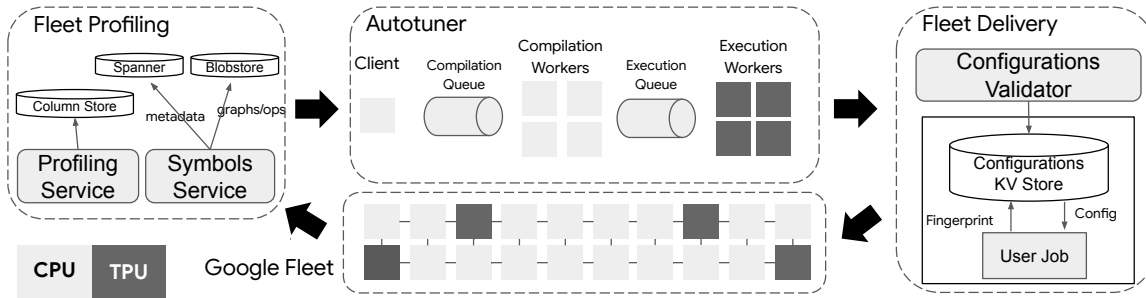 Fleet Profiling
Spanner
Blobstore
Column Store
metadata
graphs/ops
Profiling
Service
Symbols
Service
Autotuner
Client
Compilation
Queue
Compilation
Workers
Execution
Queue
Execution
Workers
Fleet Delivery
Configurations
Validator
Configurations
KV Store
Fingerprint
Config
User Job
CPU
TPU
Google Fleet